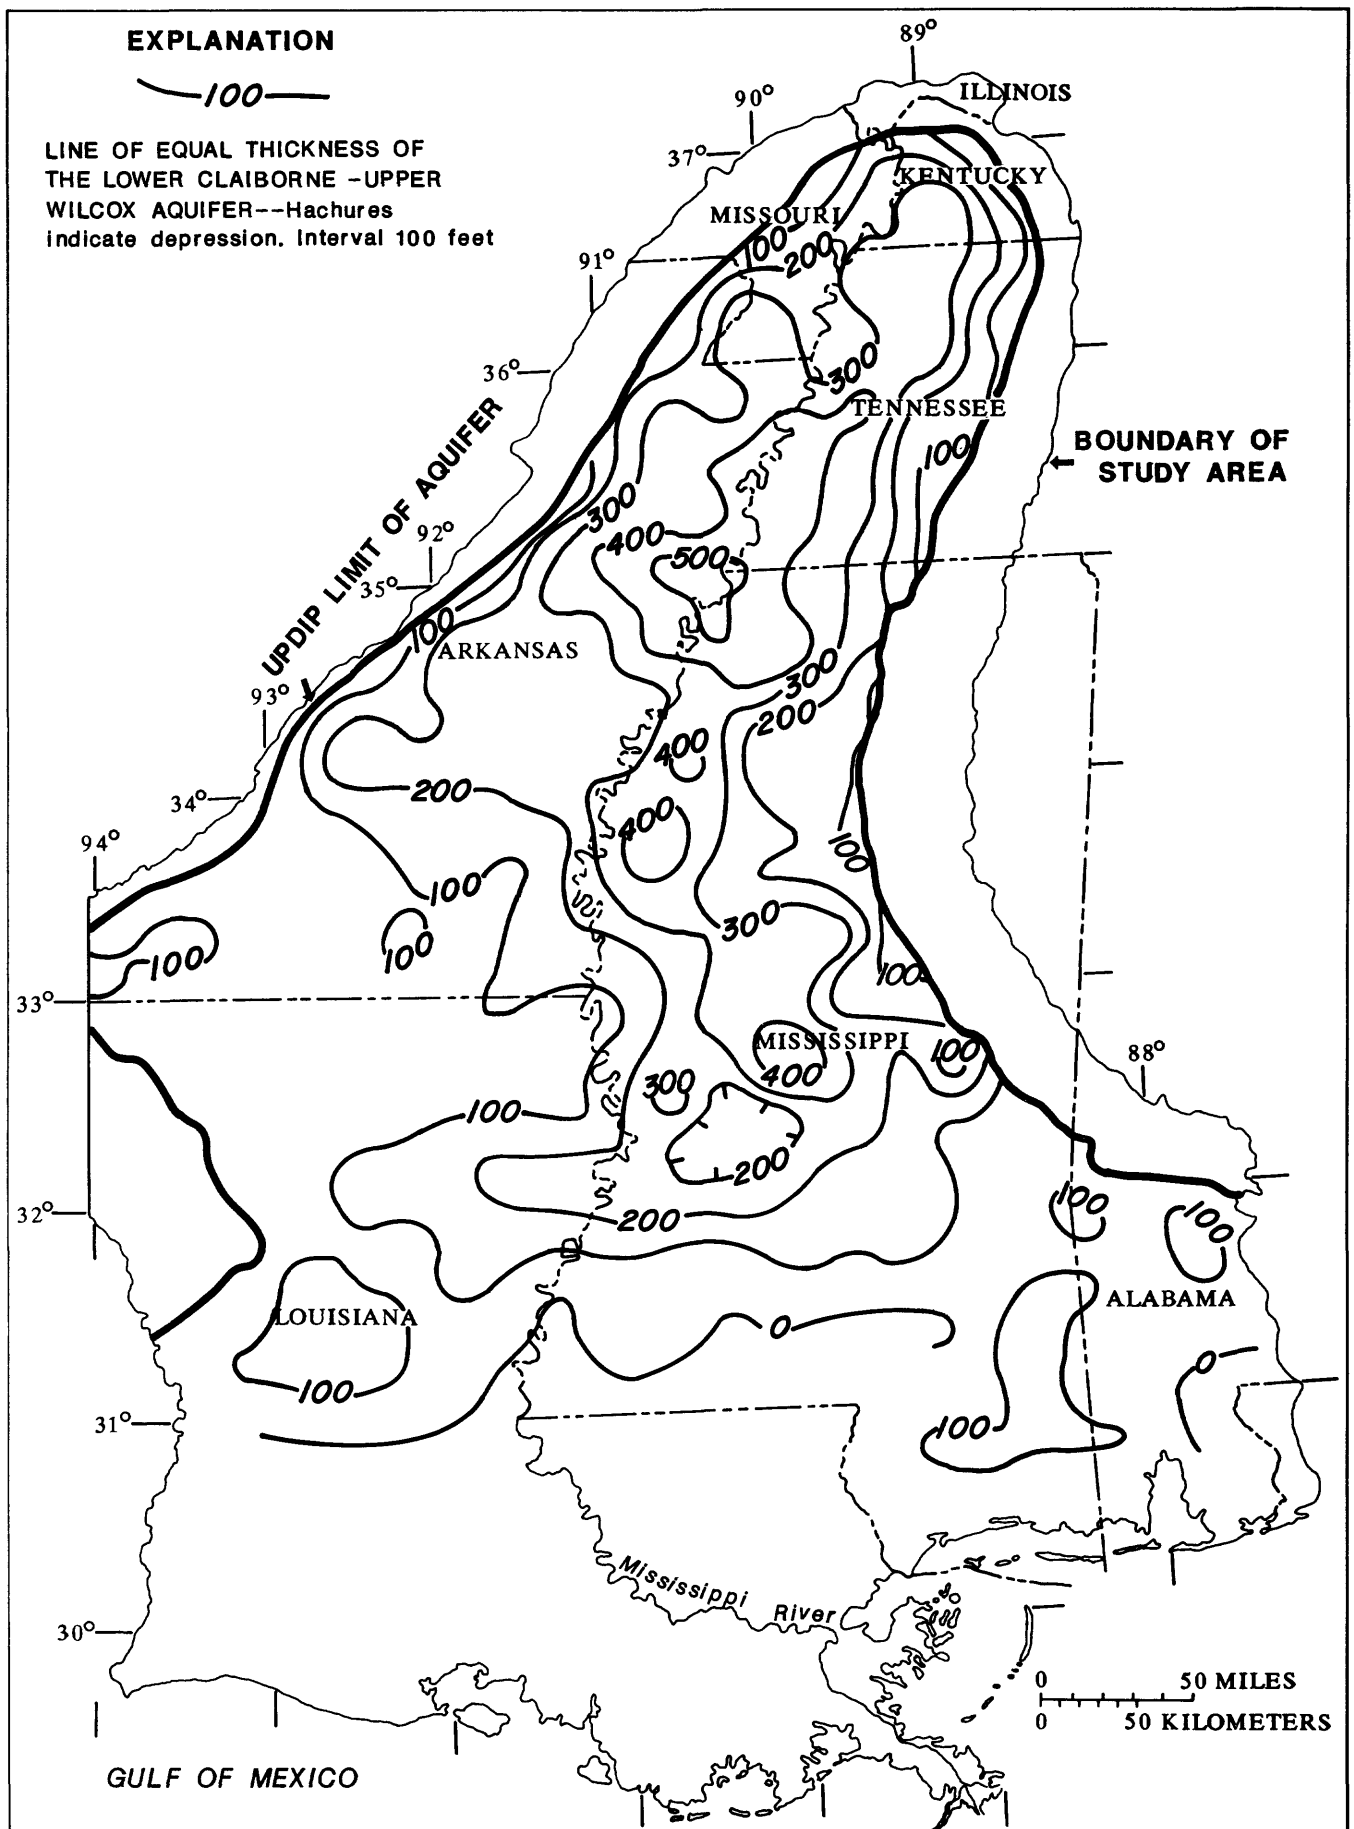 EXPLANATION
100
LINE OF EQUAL THICKNESS OF
THE LOWER CLAIBORNE -UPPER
WILCOX AQUIFER--Hachures
indicate depression. Interval 100 feet
89°
ILLINOIS
90°
37°
KENTUCKY
MISSOURI
100
200
91°
36°
300
TENNESSEE
100
BOUNDARY OF
STUDY AREA
UPDIP LIMIT OF AQUIFER
300
92°
400
500
35°
100
ARKANSAS
300
93°
200
400
200
34°
400
94°
100
100
300
100
100
100
33°
MISSISSIPPI
100
88°
400
300
100
200
100
100
32°
200
ALABAMA
LOUISIANA
0
0
100
31°
100
Mississippi River
30°
0 50 MILES
0 50 KILOMETERS
GULF OF MEXICO